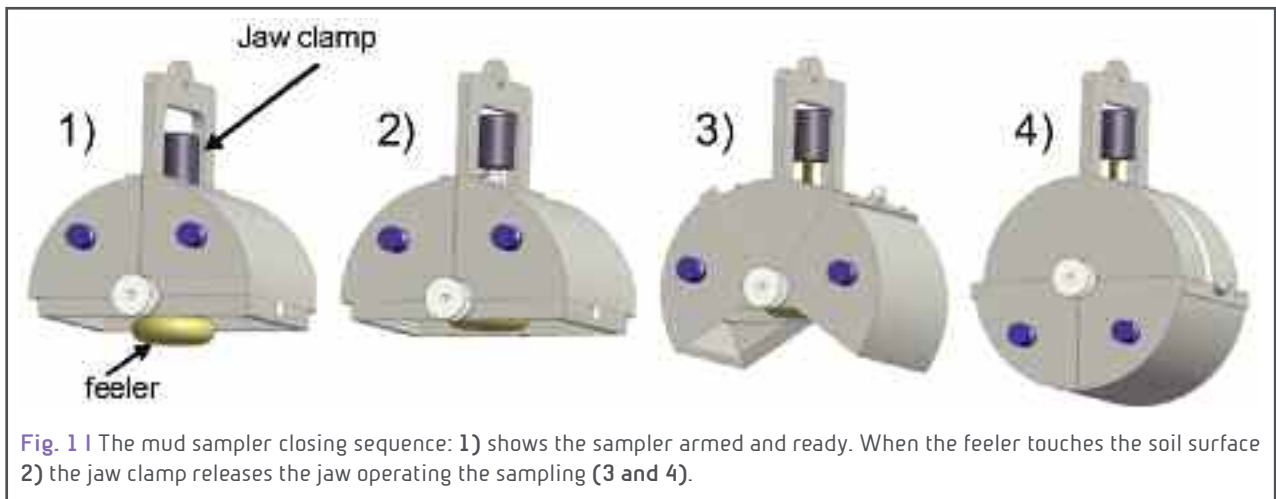 Jaw clamp
1)
2)
3)
4)
feeler
Fig. 1 | The mud sampler closing sequence: 1) shows the sampler armed and ready. When the feeler touches the soil surface
2) the jaw clamp releases the jaw operating the sampling (3 and 4).